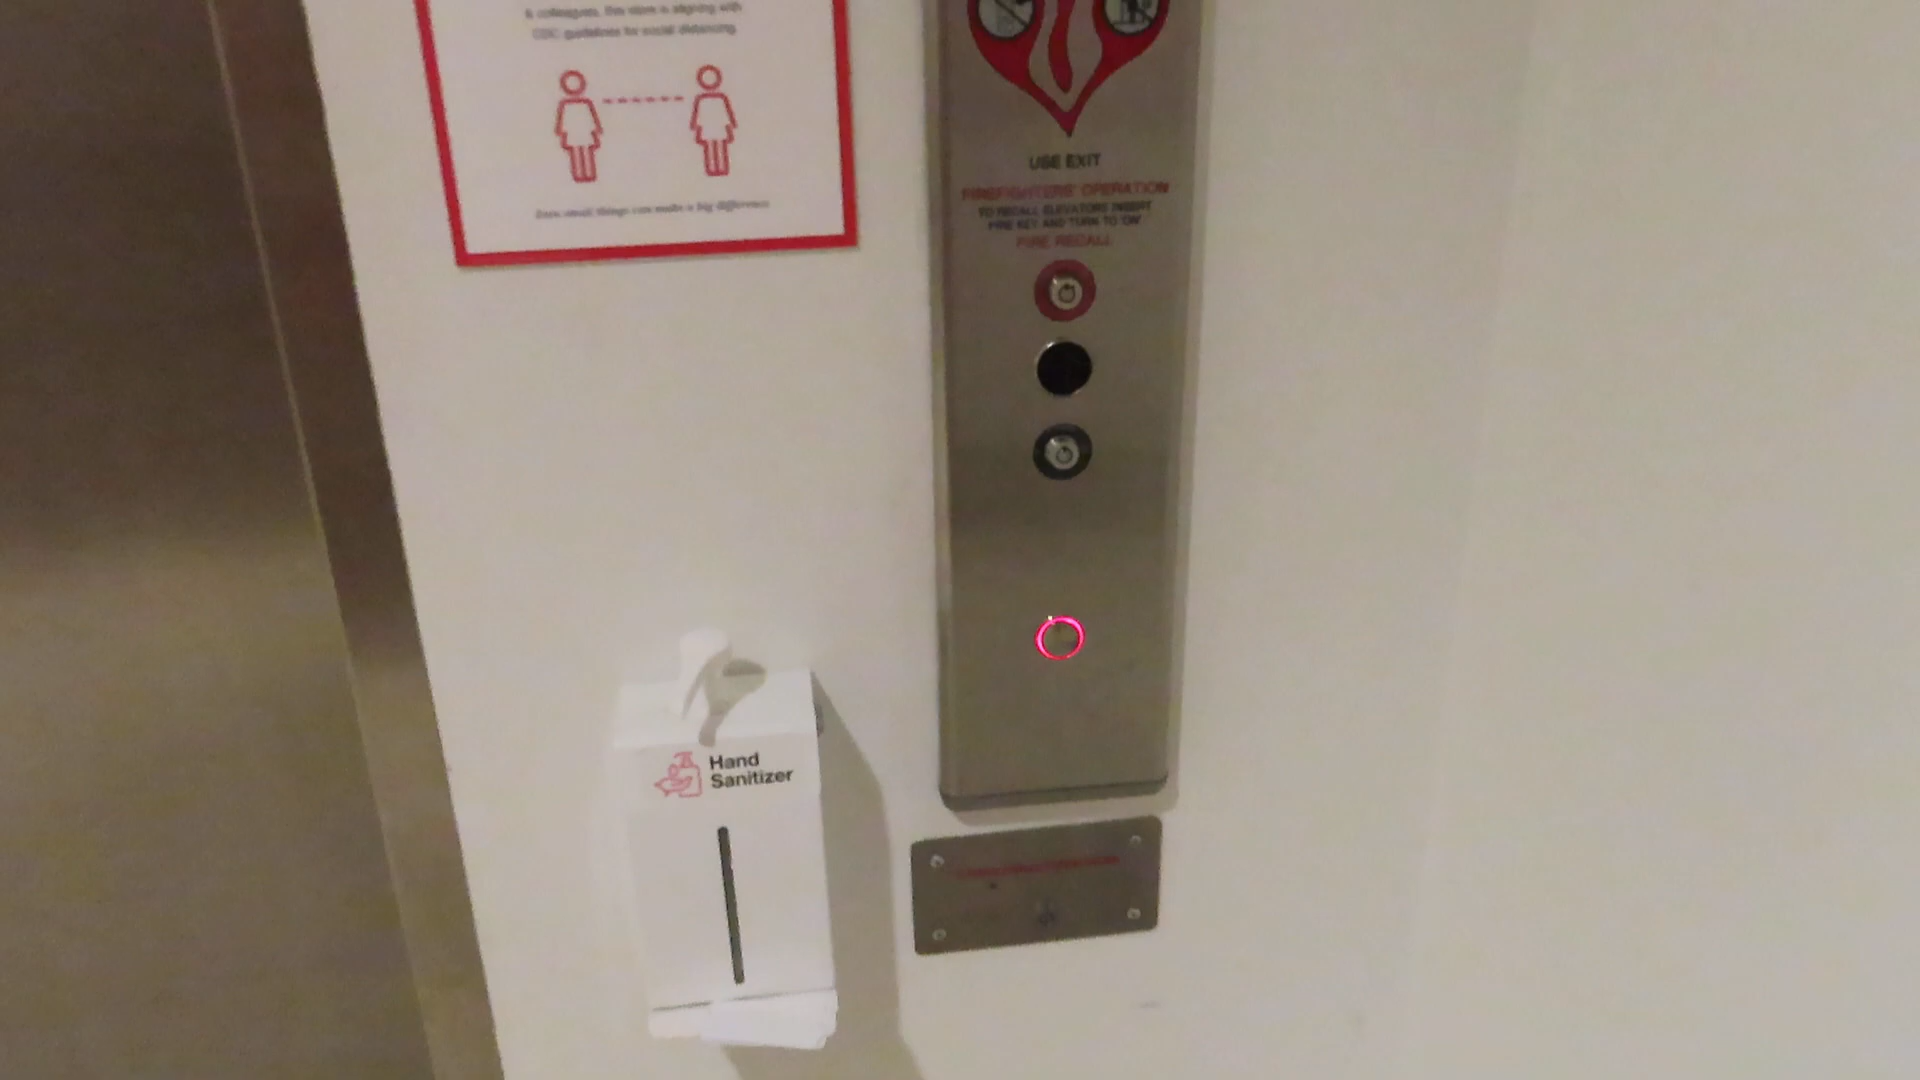 & colleagues, this store is aligning with
CDC guidelines for social distancing.
Even small things can make a big difference
USE EXIT
FIREFIGHTERS' OPERATION
TO RECALL ELEVATORS INSERT
FIRE KEY AND TURN TO 'ON'
FIRE RECALL
Hand
Sanitizer